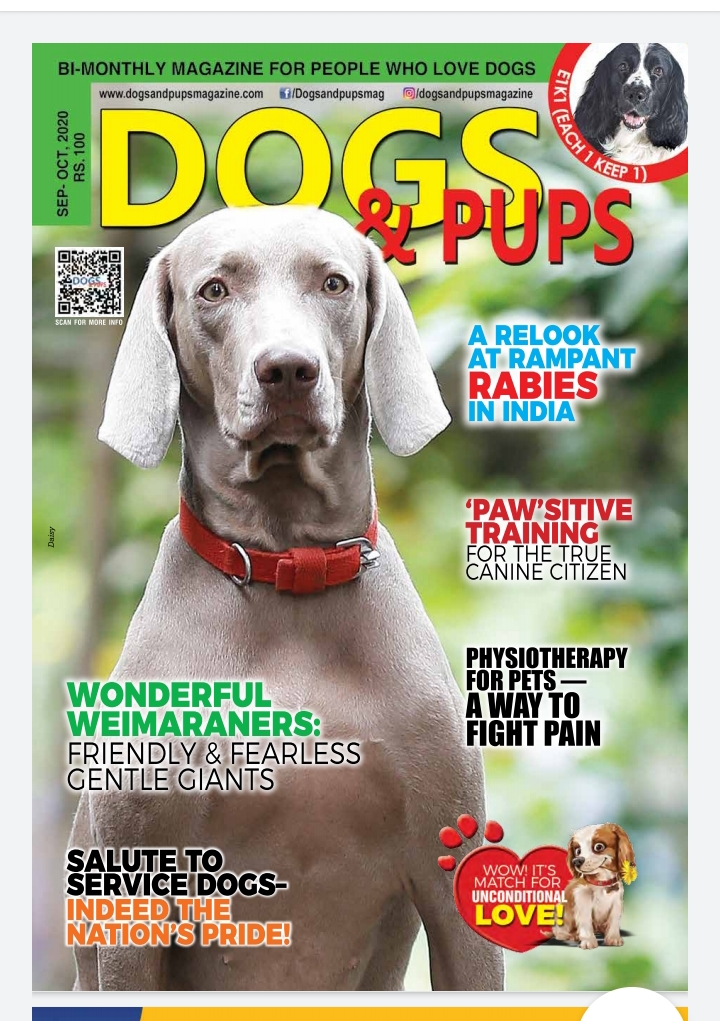 BI-MONTHLY MAGAZINE FOR PEOPLE WHO LOVE DOGS
www.dogsandpupsmagazine.com /Dogsandpupsmag /dogsandpupsmagazine
E1K1 (EACH 1 KEEP 1)
SEP- OCT, 2020
RS. 100
DOGS
& PUPS
DOGS
SCAN FOR MORE INFO
A RELOOK
AT RAMPANT
RABIES
IN INDIA
'PAW'SITIVE
TRAINING
FOR THE TRUE
CANINE CITIZEN
Daisy
PHYSIOTHERAPY
FOR PETS —
A WAY TO
FIGHT PAIN
WONDERFUL
WEIMARANERS:
FRIENDLY & FEARLESS
GENTLE GIANTS
SALUTE TO
SERVICE DOGS–
INDEED THE
NATION'S PRIDE!
WOW! IT'S
MATCH FOR
UNCONDITIONAL
LOVE!